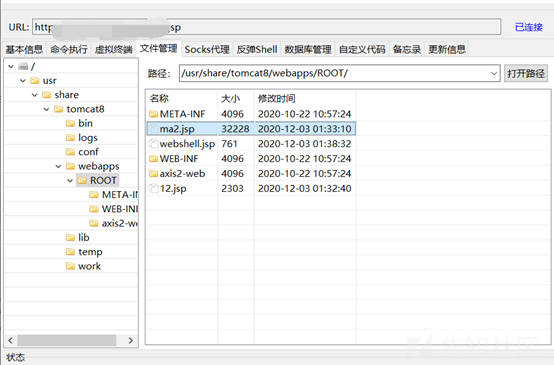 URL: http
jsp
已连接
基本信息 命令执行 虚拟终端 文件管理 Socks代理 反弹Shell 数据库管理 自定义代码 备忘录 更新信息
/
usr
share
tomcat8
bin
logs
conf
webapps
ROOT
META-IN
WEB-INF
axis2-we
lib
temp
work
路径: /usr/share/tomcat8/webapps/ROOT/ 打开路径
名称 大小 修改时间
META-INF 4096 2020-10-22 10:57:24
ma2.jsp 32228 2020-12-03 01:33:10
webshell.jsp 761 2020-12-03 01:38:32
WEB-INF 4096 2020-10-22 10:57:24
axis2-web 4096 2020-10-22 10:57:24
12.jsp 2303 2020-12-03 01:32:40
状态
先知社区